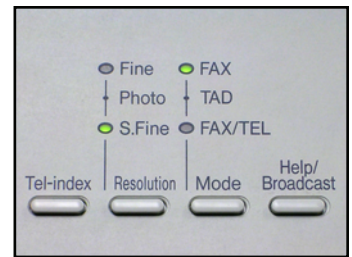 Fine FAX
Photo TAD
S.Fine FAX/TEL
Tel-index Resolution Mode Help/
Broadcast